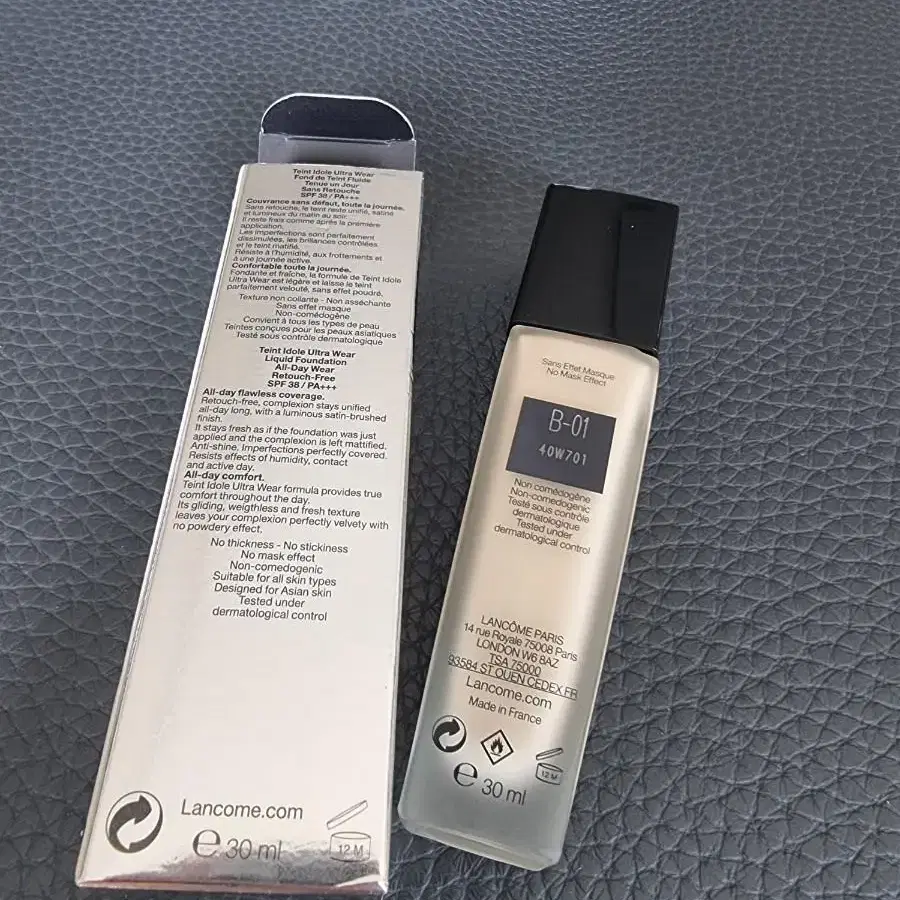 Teint Idole Ultra Wear
Fond de Teint Fluide
Tenue un Jour
Sans Retouche
SPF 38 / PA+++
Couvrance sans défaut, toute la journée.
Sans retouche, le teint reste unifié, satiné
et lumineux du matin au soir.
Il reste frais comme après la première
application.
Les imperfections sont parfaitement
dissimulées, les brillances contrôlées
et le teint matifié.
Résiste à l'humidité, aux frottements et
à une journée active.
Confortable toute la journée.
Fondante et fraîche, la formule de Teint Idole
Ultra Wear est légère et laisse le teint
parfaitement velouté, sans effet poudré.
Texture non collante - Non asséchante
Sans effet masque
Non-comédogène
Convient à tous les types de peau
Teintes conçues pour les peaux asiatiques
Testé sous contrôle dermatologique
Teint Idole Ultra Wear
Liquid Foundation
All-Day Wear
Retouch-Free
SPF 38 / PA+++
All-day flawless coverage.
Retouch-free, complexion stays unified
all-day long, with a luminous satin-brushed
finish.
It stays fresh as if the foundation was just
applied and the complexion is left mattified.
Anti-shine. Imperfections perfectly covered.
Resists effects of humidity, contact
and active day.
All-day comfort.
Teint Idole Ultra Wear formula provides true
comfort throughout the day.
Its gliding, weigthless and fresh texture
leaves your complexion perfectly velvety with
no powdery effect.
No thickness - No stickiness
No mask effect
Non-comedogenic
Suitable for all skin types
Designed for Asian skin
Tested under
dermatological control
Lancome.com
e 30 ml
12 M
Sans Effet Masque
No Mask Effect
B-01
40W701
Non comédogène
Non-comedogenic
Testé sous contrôle
dermatologique
Tested under
dermatological control
LANCÔME PARIS
14 rue Royale 75008 Paris
LONDON W6 8AZ
TSA 75000
93584 ST OUEN CEDEX FR
Lancome.com
Made in France
e 30 ml
12 M